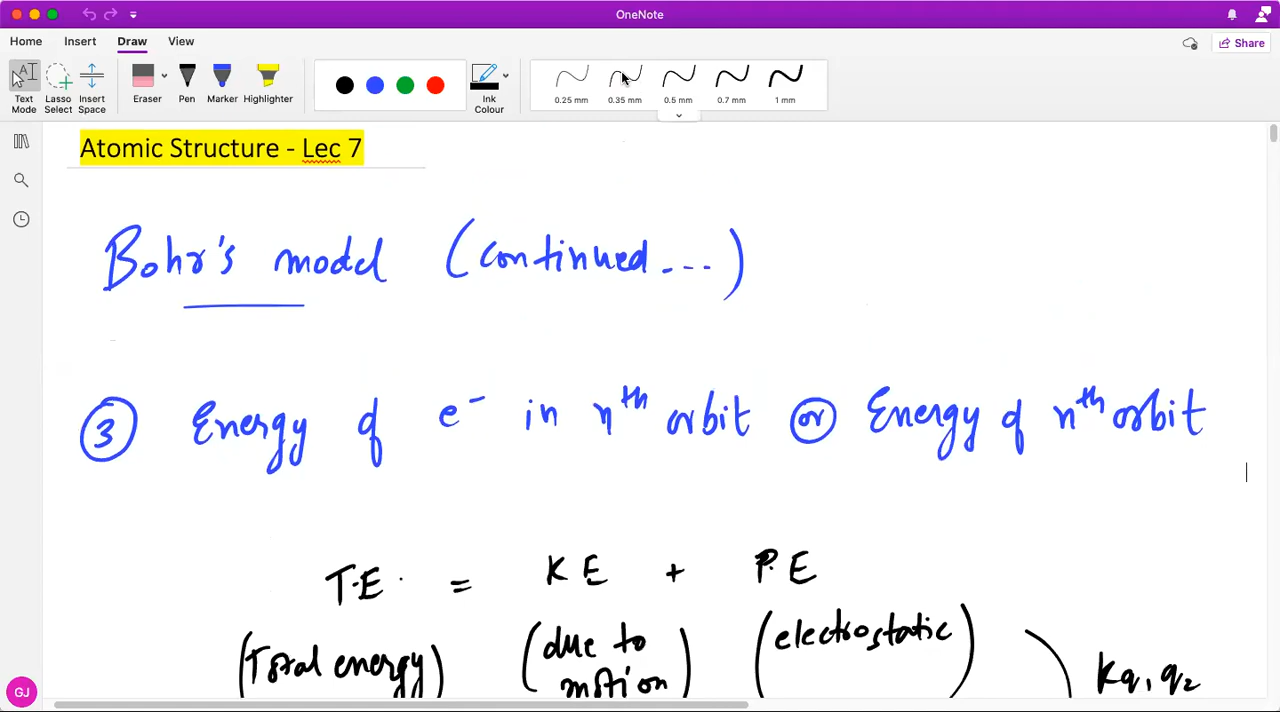 OneNote
Home Insert Draw View
Share
Text Mode
Lasso Select
Insert Space
Eraser
Pen
Marker
Highlighter
Ink Colour
0.25 mm 0.35 mm 0.5 mm 0.7 mm 1 mm
Atomic Structure - Lec 7
Bohr's model (continued...)
③ Energy of e⁻ in nᵗʰ orbit (or) Energy of nᵗʰ orbit
T.E. = KE + P.E
(Total energy) (due to motion) (electrostatic) Kq₁q₂
GJ